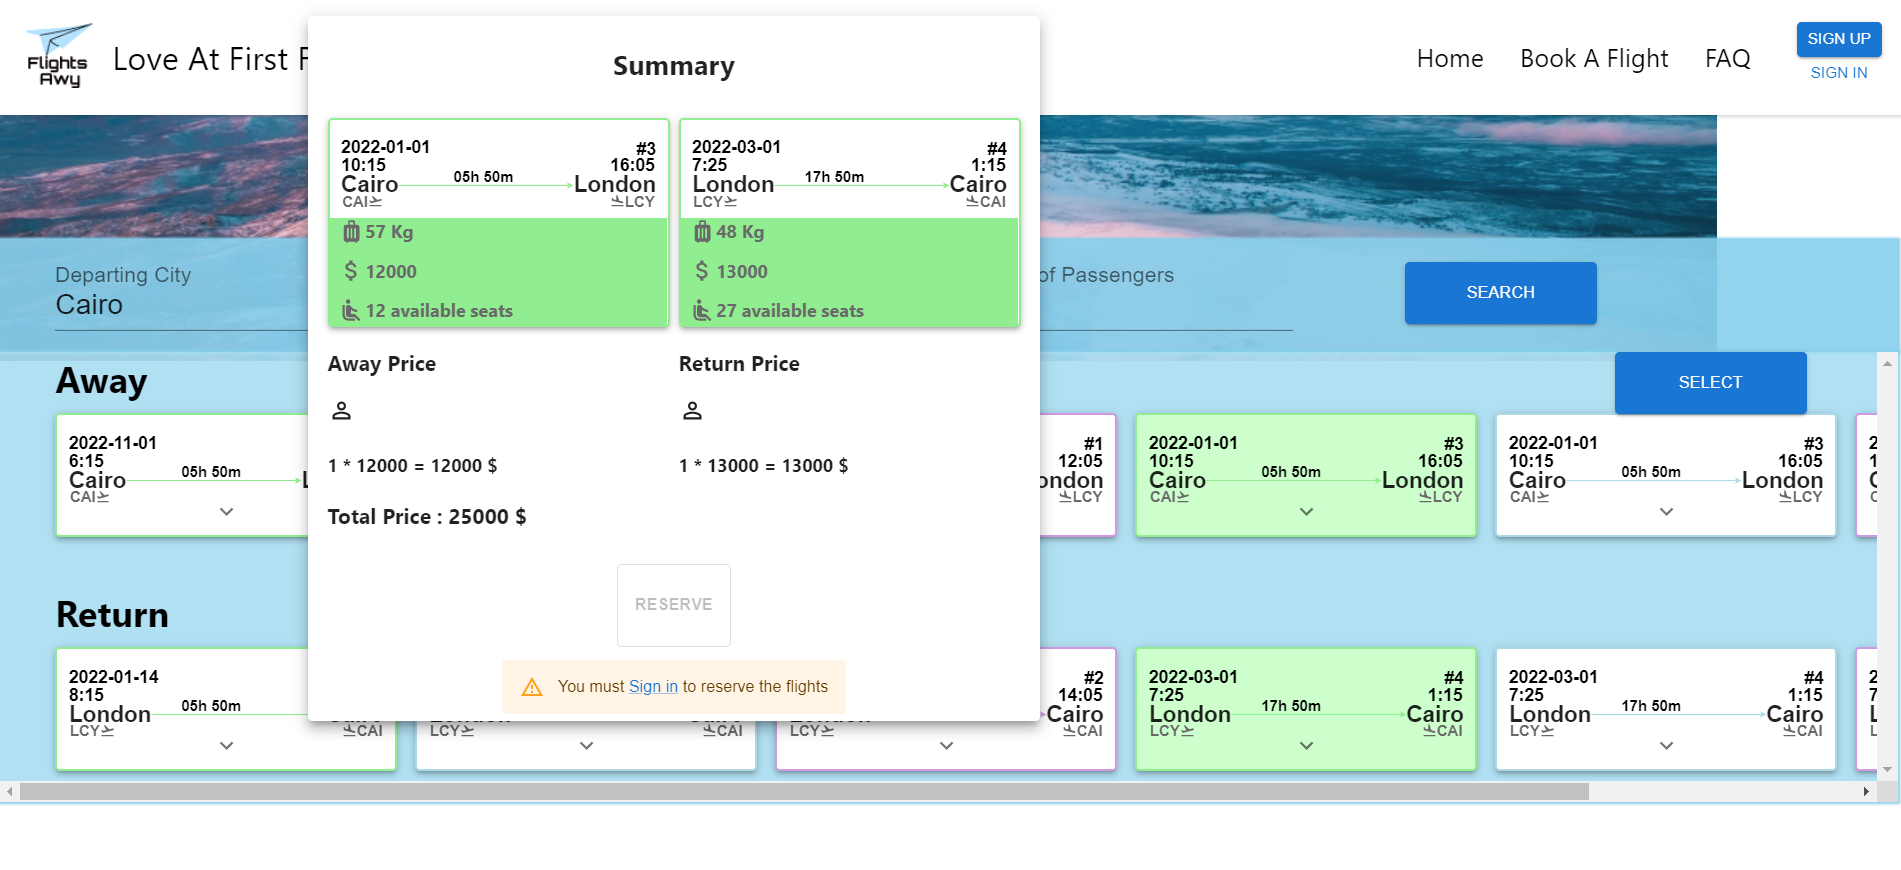 Flights
Awy
Love At First F
Home
Book A Flight
FAQ
SIGN UP
SIGN IN
Summary
2022-01-01
#3
10:15
16:05
05h 50m
Cairo
London
CAI
LCY
57 Kg
12000
12 available seats
2022-03-01
#4
7:25
1:15
17h 50m
London
Cairo
LCY
CAI
48 Kg
13000
27 available seats
Away Price
Return Price
1 * 12000 = 12000 $
1 * 13000 = 13000 $
Total Price : 25000 $
RESERVE
You must Sign in to reserve the flights
Departing City
Cairo
of Passengers
SEARCH
Away
SELECT
2022-11-01
6:15
05h 50m
Cairo
CAI
#1
12:05
ondon
LCY
2022-01-01
#3
10:15
16:05
05h 50m
Cairo
London
CAI
LCY
2022-01-01
#3
10:15
16:05
05h 50m
Cairo
London
CAI
LCY
Return
2022-01-14
8:15
05h 50m
London
Cairo
LCY
CAI
London
Cairo
LCY
CAI
#2
14:05
London
Cairo
LCY
CAI
2022-03-01
#4
7:25
1:15
17h 50m
London
Cairo
LCY
CAI
2022-03-01
#4
7:25
1:15
17h 50m
London
Cairo
LCY
CAI